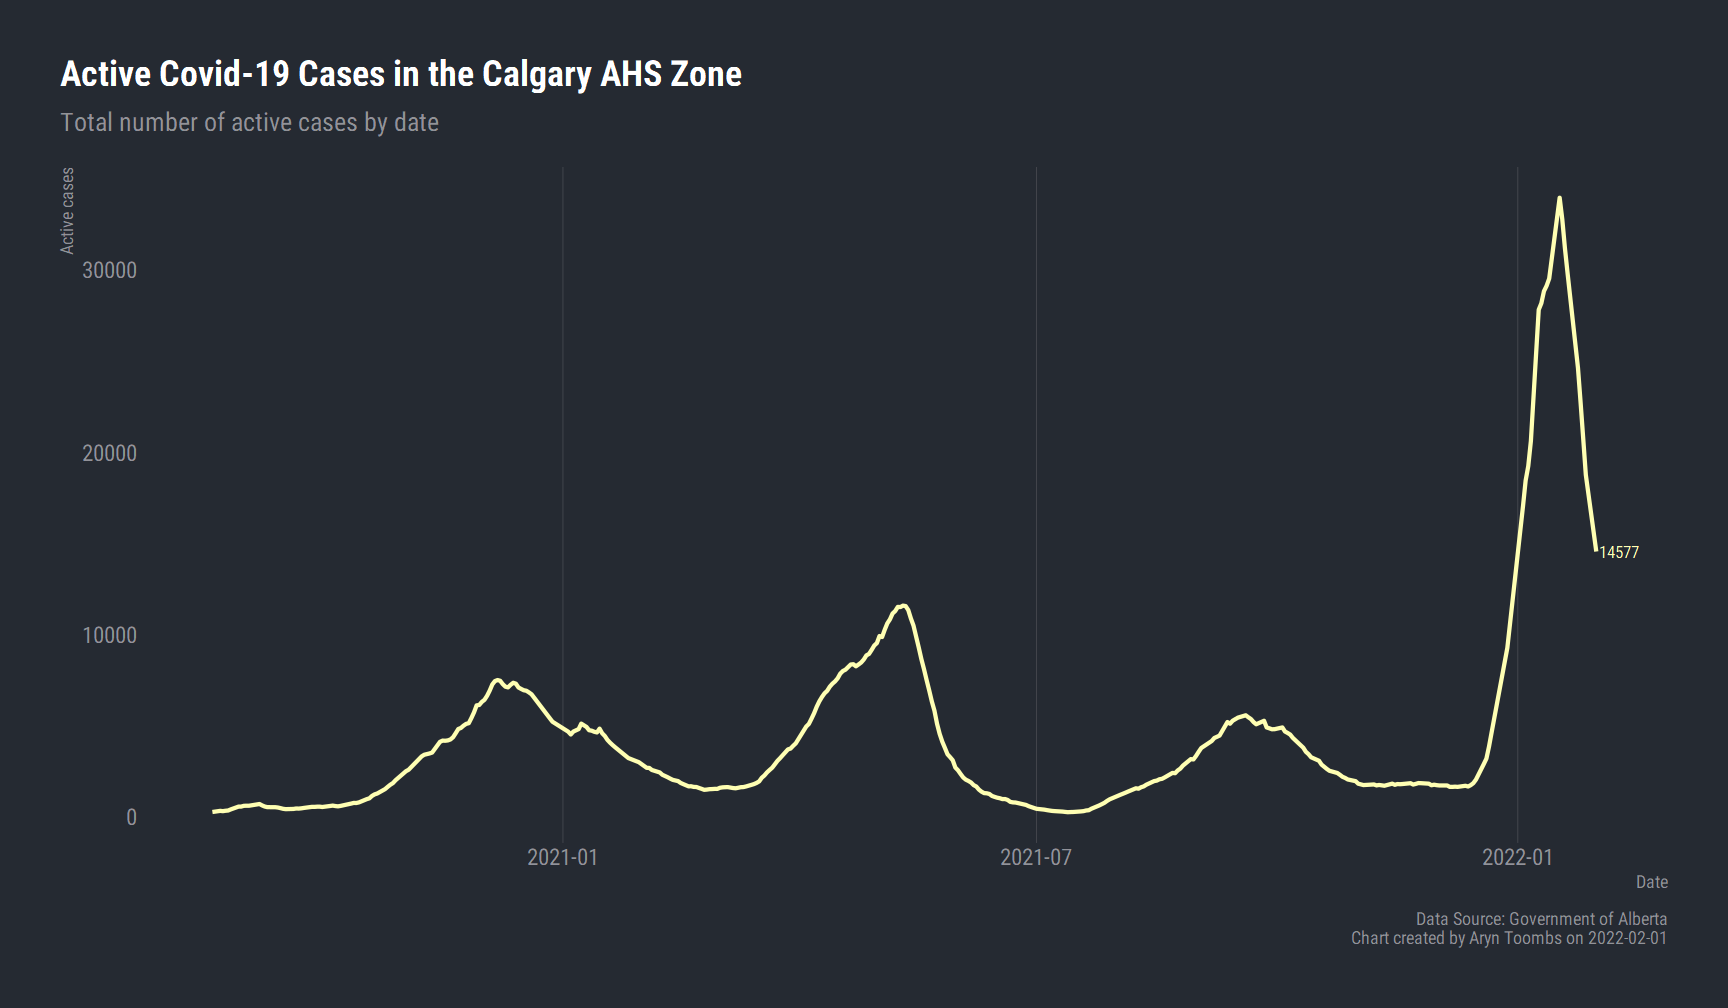 Active Covid-19 Cases in the Calgary AHS Zone
Total number of active cases by date
Active cases
30000
20000
10000
0
14577
2021-01
2021-07
2022-01
Date
Data Source: Government of Alberta
Chart created by Aryn Toombs on 2022-02-01